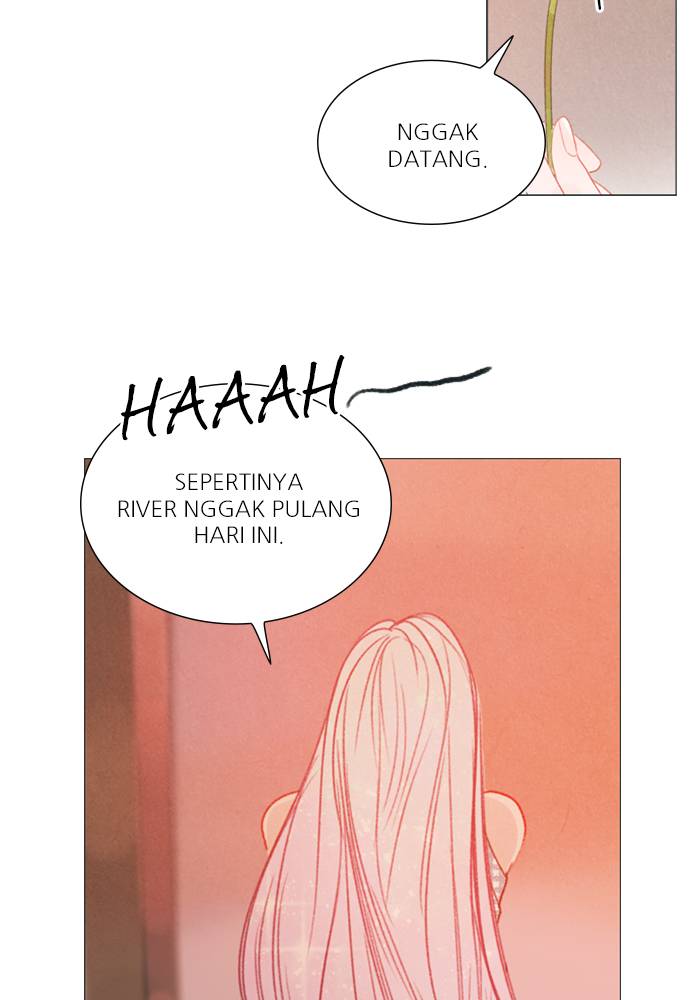 NGGAK
DATANG.
HAAAH
SEPERTINYA
RIVER NGGAK PULANG
HARI INI.